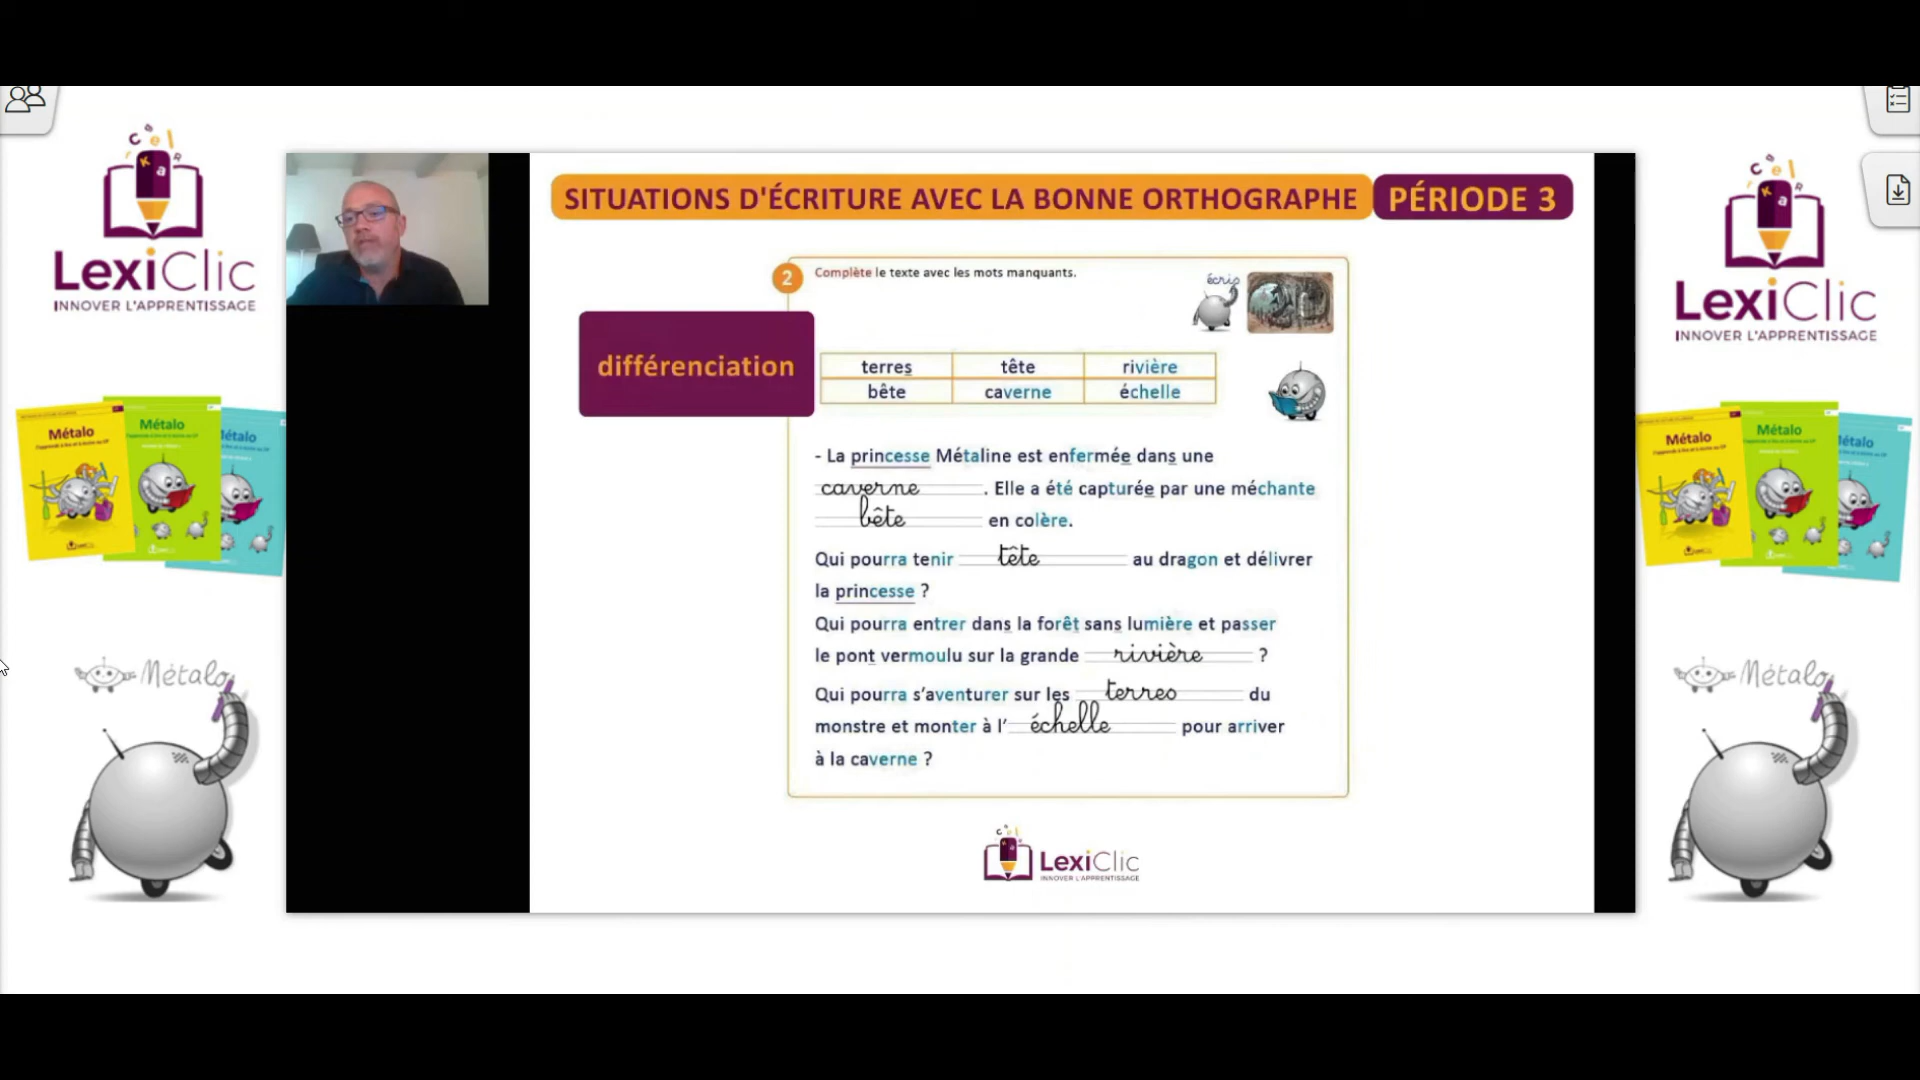 LexiClic
INNOVER L'APPRENTISSAGE
Métalo
Métalo
Métalo
SITUATIONS D'ÉCRITURE AVEC LA BONNE ORTHOGRAPHE PÉRIODE 3
2 Complète le texte avec les mots manquants.
écris
différenciation
terres tête rivière
bête caverne échelle
- La princesse Métaline est enfermée dans une
caverne . Elle a été capturée par une méchante
bête en colère.
Qui pourra tenir tête au dragon et délivrer
la princesse ?
Qui pourra entrer dans la forêt sans lumière et passer
le pont vermoulu sur la grande rivière ?
Qui pourra s'aventurer sur les terres du
monstre et monter à l' échelle pour arriver
à la caverne ?
LexiClic
INNOVER L'APPRENTISSAGE
LexiClic
INNOVER L'APPRENTISSAGE
Métalo
Métalo
Métalo